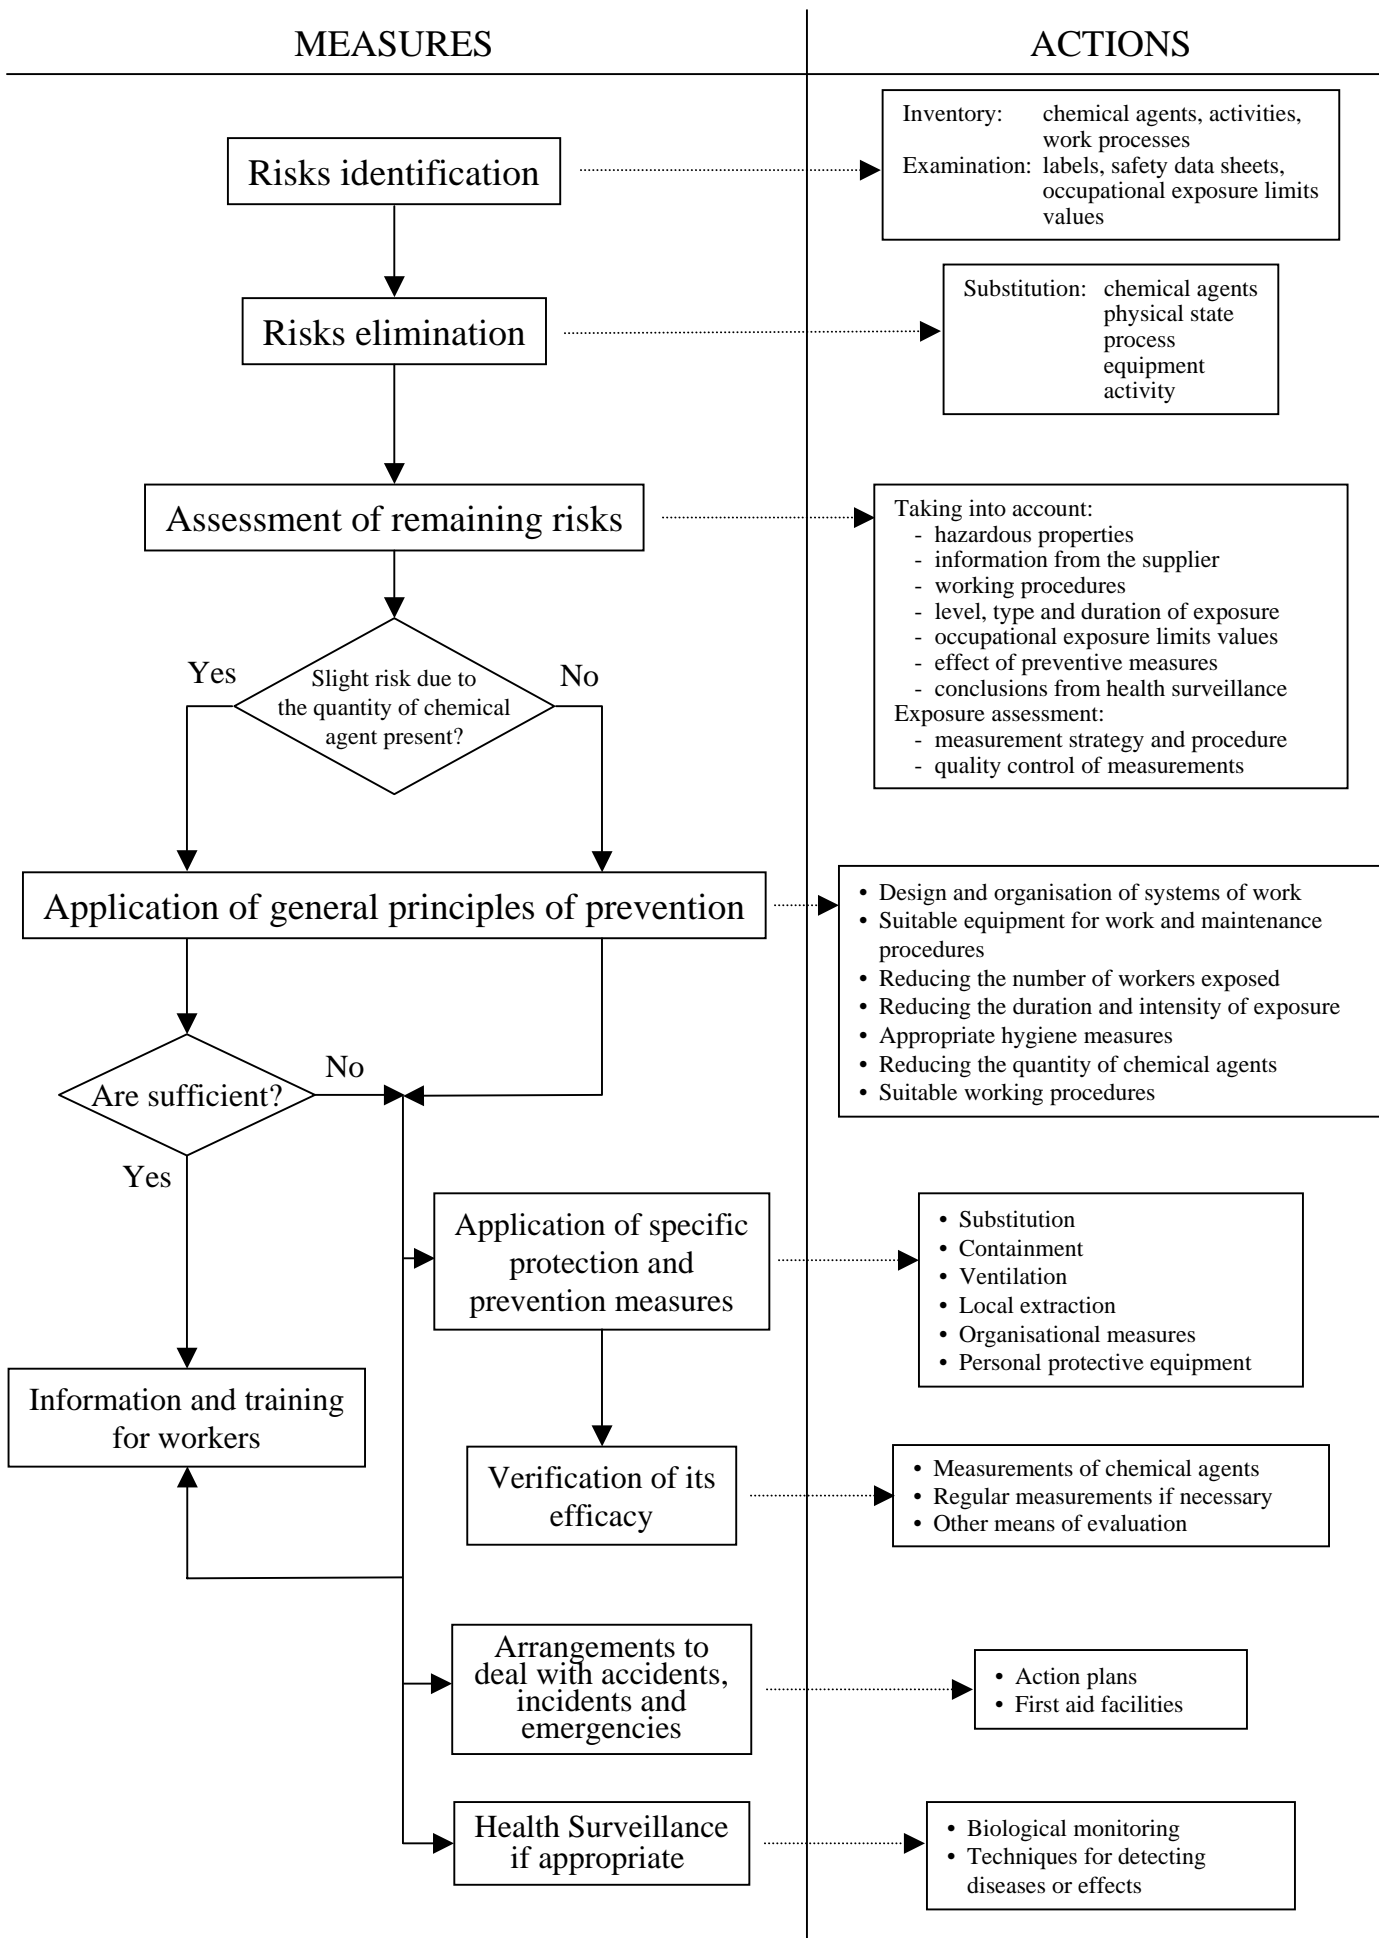 MEASURES
ACTIONS
Risks identification
Inventory: chemical agents, activities,
work processes
Examination: labels, safety data sheets,
occupational exposure limits
values
Risks elimination
Substitution: chemical agents
physical state
process
equipment
activity
Assessment of remaining risks
Taking into account:
- hazardous properties
- information from the supplier
- working procedures
- level, type and duration of exposure
- occupational exposure limits values
- effect of preventive measures
- conclusions from health surveillance
Exposure assessment:
- measurement strategy and procedure
- quality control of measurements
Yes
Slight risk due to
the quantity of chemical
agent present?
No
Application of general principles of prevention
• Design and organisation of systems of work
• Suitable equipment for work and maintenance
procedures
• Reducing the number of workers exposed
• Reducing the duration and intensity of exposure
• Appropriate hygiene measures
• Reducing the quantity of chemical agents
• Suitable working procedures
Are sufficient?
No
Yes
Application of specific
protection and
prevention measures
• Substitution
• Containment
• Ventilation
• Local extraction
• Organisational measures
• Personal protective equipment
Information and training
for workers
Verification of its
efficacy
• Measurements of chemical agents
• Regular measurements if necessary
• Other means of evaluation
Arrangements to
deal with accidents,
incidents and
emergencies
• Action plans
• First aid facilities
Health Surveillance
if appropriate
• Biological monitoring
• Techniques for detecting
diseases or effects